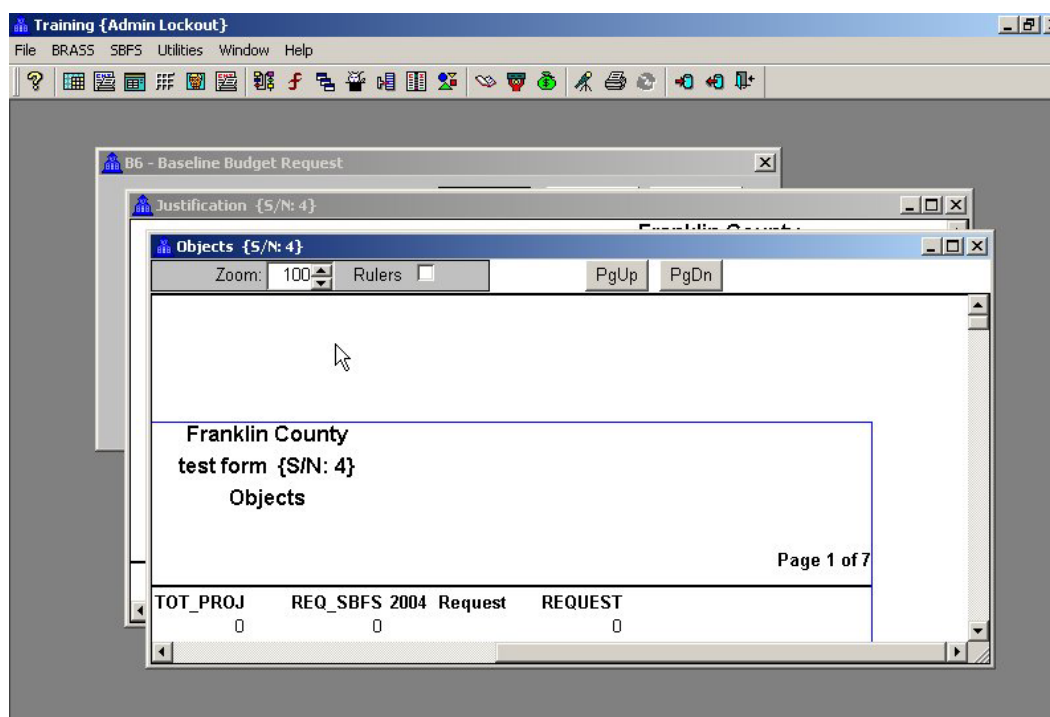 Training {Admin Lockout}
File BRASS SBFS Utilities Window Help
B6 - Baseline Budget Request
Justification {S/N: 4}
Objects {S/N: 4}
Zoom: 100 Rulers PgUp PgDn
Franklin County
test form {S/N: 4}
Objects
Page 1 of 7
TOT_PROJ REQ_SBFS 2004 Request REQUEST
0 0 0